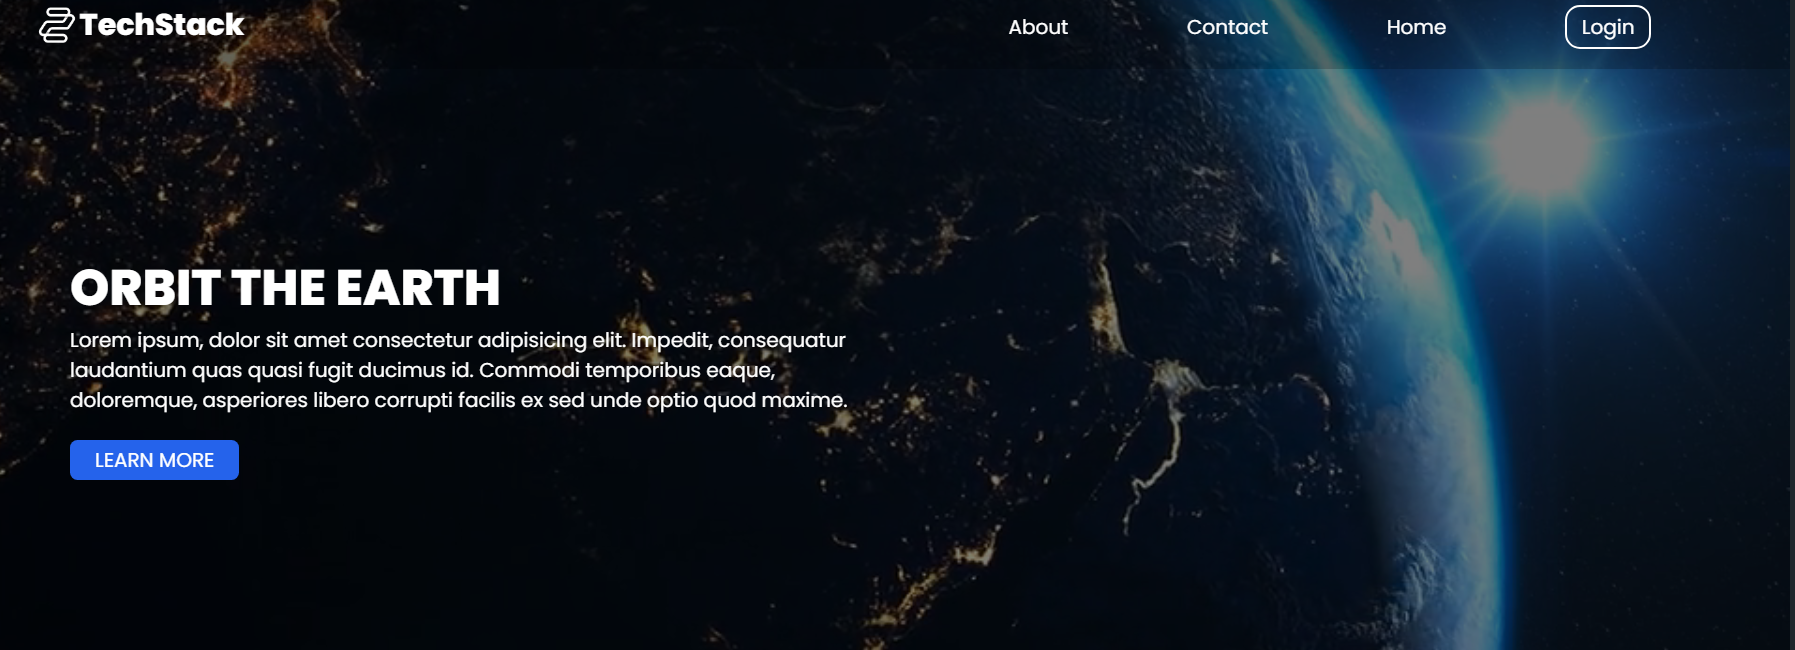 TechStack
About
Contact
Home
Login
ORBIT THE EARTH
Lorem ipsum, dolor sit amet consectetur adipisicing elit. Impedit, consequatur
laudantium quas quasi fugit ducimus id. Commodi temporibus eaque,
doloremque, asperiores libero corrupti facilis ex sed unde optio quod maxime.
LEARN MORE